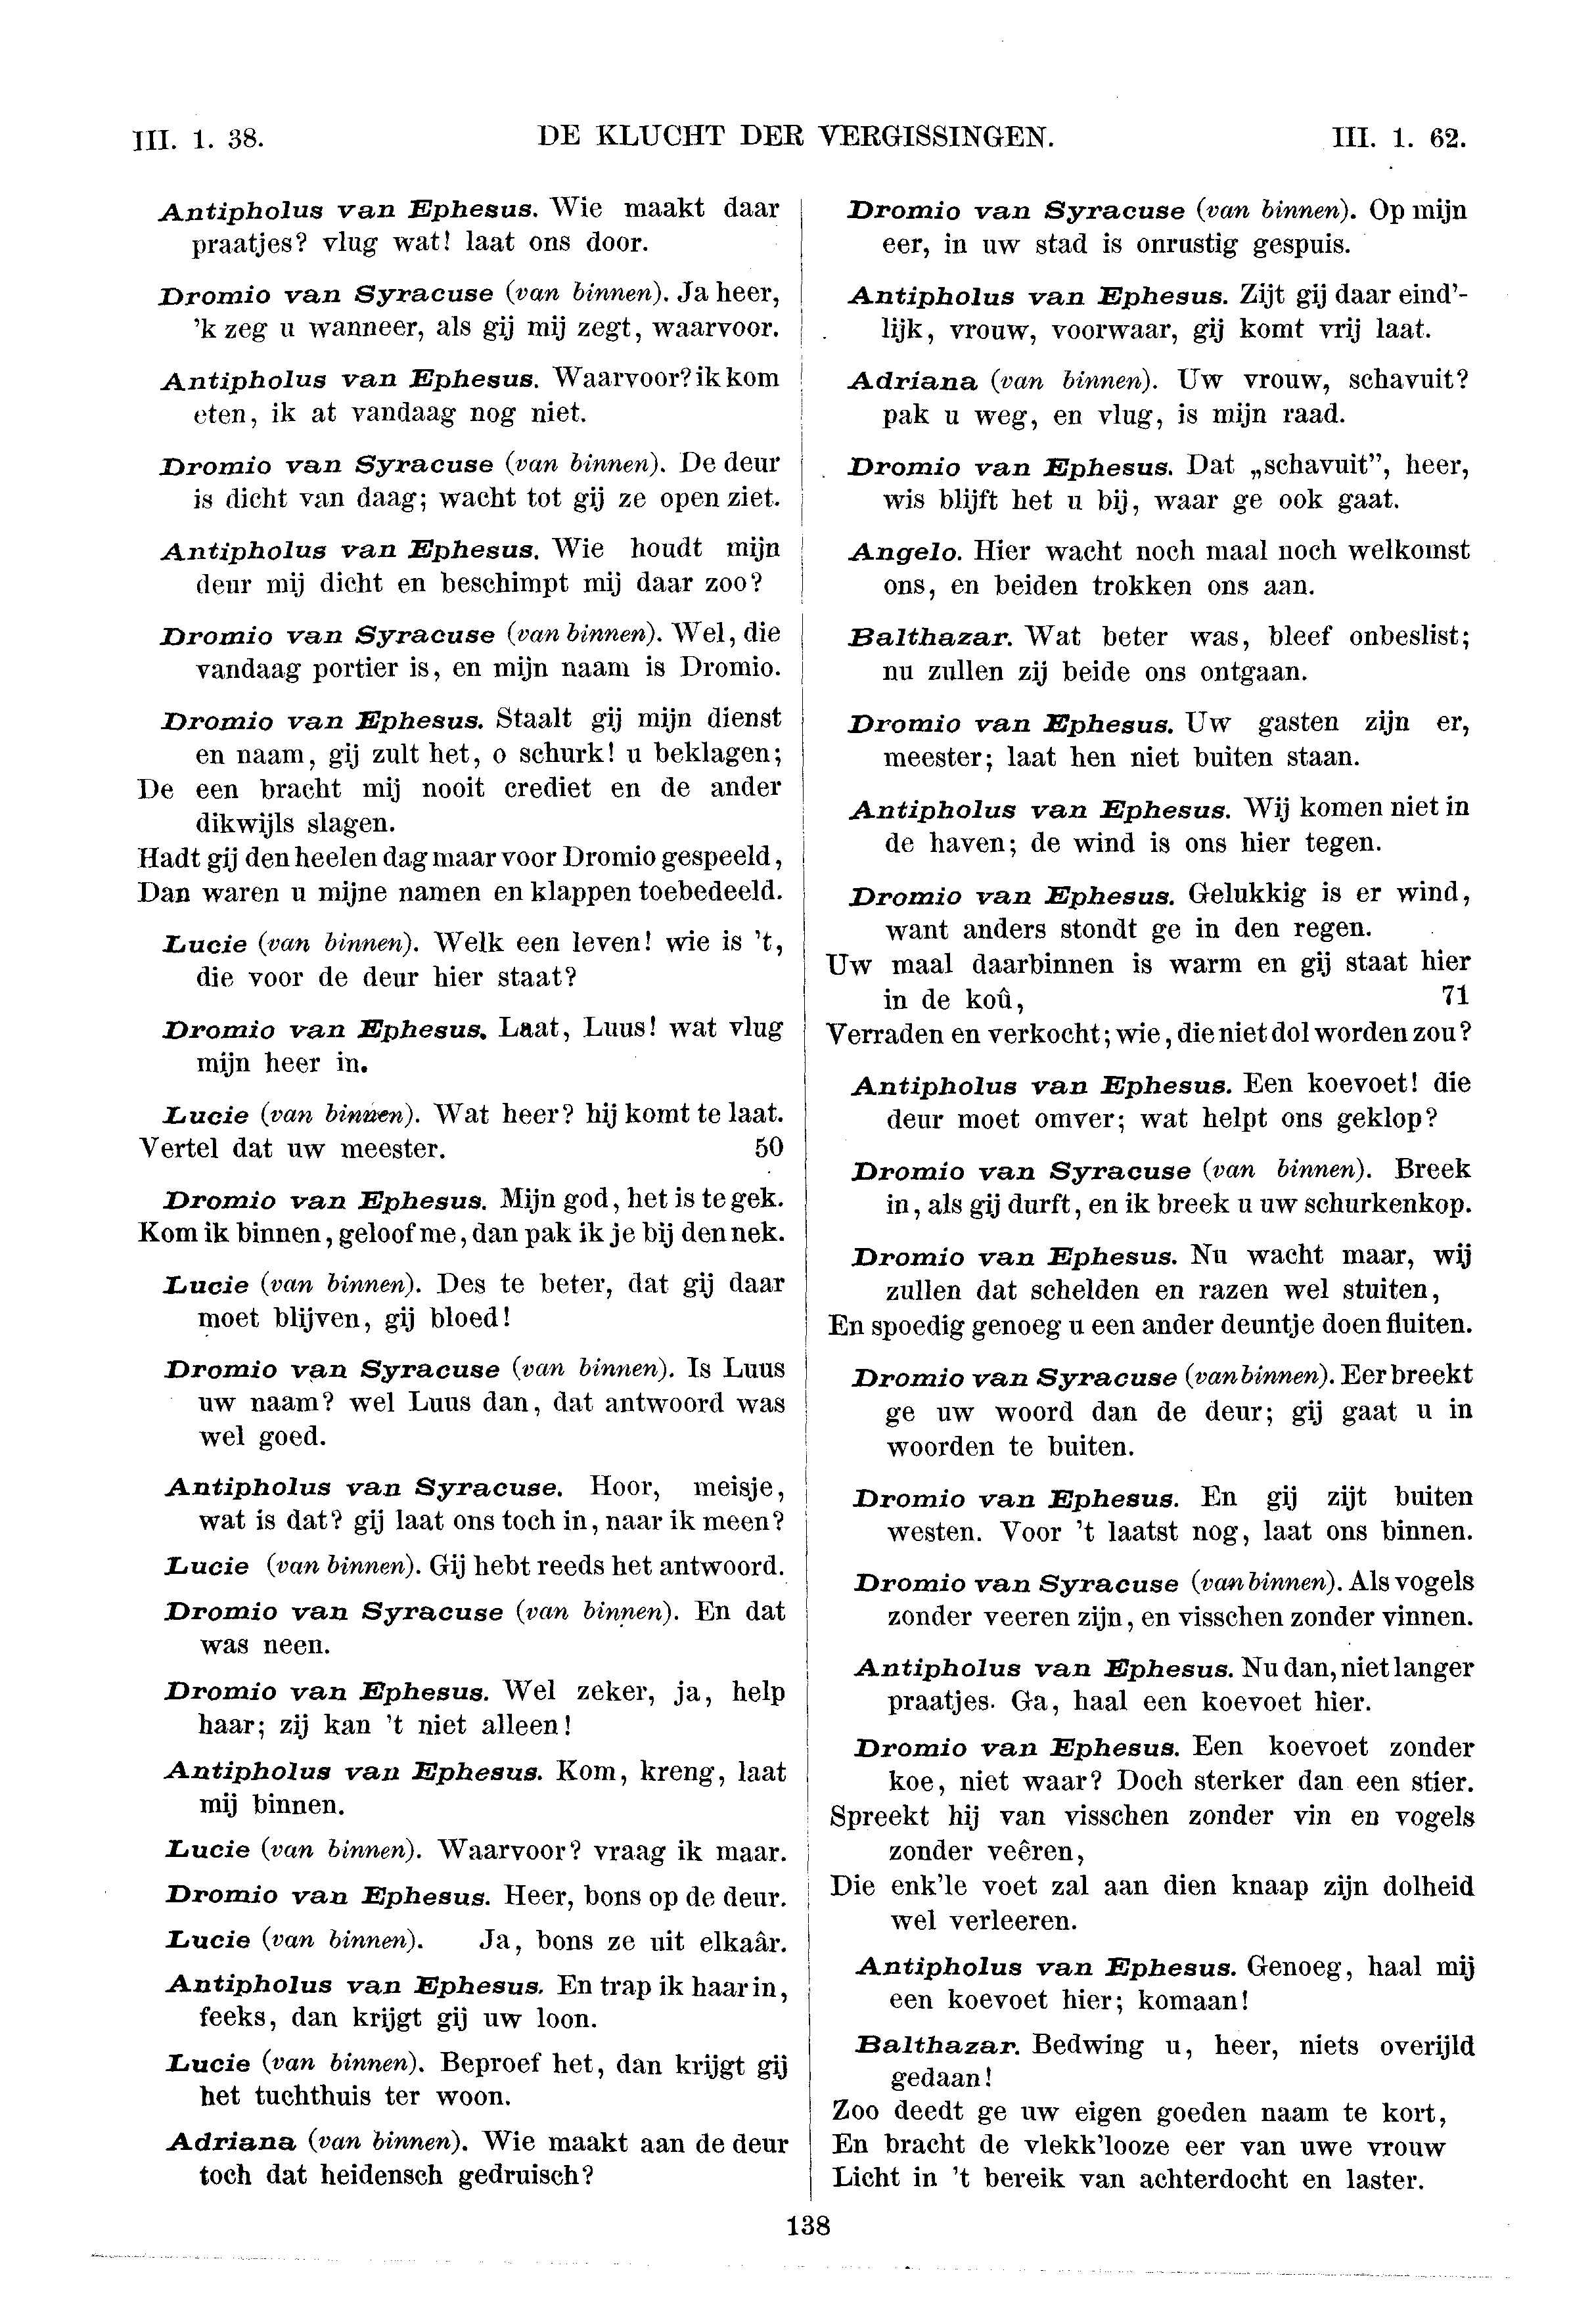 III. 1. 38. DE KLUCHT DER VERGISSINGEN. III. 1. 62.
Antipholus van Ephesus. Wie maakt daar
praatjes? vlug wat! laat ons door.
Dromio van Syracuse (van binnen). Ja heer,
'k zeg u wanneer, als gij mij zegt, waarvoor.
Antipholus van Ephesus. Waarvoor? ik kom
eten, ik at vandaag nog niet.
Dromio van Syracuse (van binnen). De deur
is dicht van daag; wacht tot gij ze open ziet.
Antipholus van Ephesus. Wie houdt mijn
deur mij dicht en beschimpt mij daar zoo?
Dromio van Syracuse (van binnen). Wel, die
vandaag portier is, en mijn naam is Dromio.
Dromio van Ephesus. Staalt gij mijn dienst
en naam, gij zult het, o schurk! u beklagen;
De een bracht mij nooit crediet en de ander
dikwijls slagen.
Hadt gij den heelen dag maar voor Dromio gespeeld,
Dan waren u mijne namen en klappen toebedeeld.
Lucie (van binnen). Welk een leven! wie is 't,
die voor de deur hier staat?
Dromio van Ephesus. Laat, Luus! wat vlug
mijn heer in.
Lucie (van binnen). Wat heer? hij komt te laat.
Vertel dat uw meester. 50
Dromio van Ephesus. Mijn god, het is te gek.
Kom ik binnen, geloof me, dan pak ik je bij den nek.
Lucie (van binnen). Des te beter, dat gij daar
moet blijven, gij bloed!
Dromio van Syracuse (van binnen). Is Luus
uw naam? wel Luus dan, dat antwoord was
wel goed.
Antipholus van Syracuse. Hoor, meisje,
wat is dat? gij laat ons toch in, naar ik meen?
Lucie (van binnen). Gij hebt reeds het antwoord.
Dromio van Syracuse (van binnen). En dat
was neen.
Dromio van Ephesus. Wel zeker, ja, help
haar; zij kan 't niet alleen!
Antipholus van Ephesus. Kom, kreng, laat
mij binnen.
Lucie (van binnen). Waarvoor? vraag ik maar.
Dromio van Ephesus. Heer, bons op de deur.
Lucie (van binnen). Ja, bons ze uit elkaâr.
Antipholus van Ephesus. En trap ik haar in,
feeks, dan krijgt gij uw loon.
Lucie (van binnen). Beproef het, dan krijgt gij
het tuchthuis ter woon.
Adriana (van binnen). Wie maakt aan de deur
toch dat heidensch gedruisch?
Dromio van Syracuse (van binnen). Op mijn
eer, in uw stad is onrustig gespuis.
Antipholus van Ephesus. Zijt gij daar eind'-
lijk, vrouw, voorwaar, gij komt vrij laat.
Adriana (van binnen). Uw vrouw, schavuit?
pak u weg, en vlug, is mijn raad.
Dromio van Ephesus. Dat „schavuit”, heer,
wis blijft het u bij, waar ge ook gaat.
Angelo. Hier wacht noch maal noch welkomst
ons, en beiden trokken ons aan.
Balthazar. Wat beter was, bleef onbeslist;
nu zullen zij beide ons ontgaan.
Dromio van Ephesus. Uw gasten zijn er,
meester; laat hen niet buiten staan.
Antipholus van Ephesus. Wij komen niet in
de haven; de wind is ons hier tegen.
Dromio van Ephesus. Gelukkig is er wind,
want anders stondt ge in den regen.
Uw maal daarbinnen is warm en gij staat hier
in de koû, 71
Verraden en verkocht; wie, die niet dol worden zou?
Antipholus van Ephesus. Een koevoet! die
deur moet omver; wat helpt ons geklop?
Dromio van Syracuse (van binnen). Breek
in, als gij durft, en ik breek u uw schurkenkop.
Dromio van Ephesus. Nu wacht maar, wij
zullen dat schelden en razen wel stuiten,
En spoedig genoeg u een ander deuntje doen fluiten.
Dromio van Syracuse (van binnen). Eer breekt
ge uw woord dan de deur; gij gaat u in
woorden te buiten.
Dromio van Ephesus. En gij zijt buiten
westen. Voor 't laatst nog, laat ons binnen.
Dromio van Syracuse (van binnen). Als vogels
zonder veeren zijn, en visschen zonder vinnen.
Antipholus van Ephesus. Nu dan, niet langer
praatjes. Ga, haal een koevoet hier.
Dromio van Ephesus. Een koevoet zonder
koe, niet waar? Doch sterker dan een stier.
Spreekt hij van visschen zonder vin en vogels
zonder veêren,
Die enk'le voet zal aan dien knaap zijn dolheid
wel verleeren.
Antipholus van Ephesus. Genoeg, haal mij
een koevoet hier; komaan!
Balthazar. Bedwing u, heer, niets overijld
gedaan!
Zoo deedt ge uw eigen goeden naam te kort,
En bracht de vlekk'looze eer van uwe vrouw
Licht in 't bereik van achterdocht en laster.
138